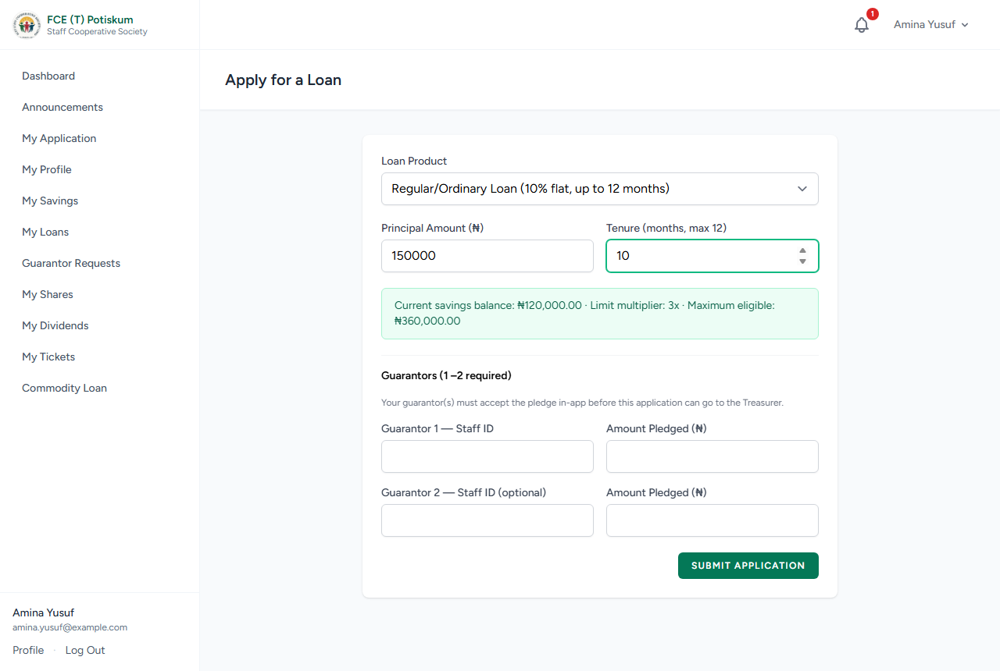 FCE (T) Potiskum
Staff Cooperative Society
1
Amina Yusuf
Dashboard
Announcements
My Application
My Profile
My Savings
My Loans
Guarantor Requests
My Shares
My Dividends
My Tickets
Commodity Loan
Amina Yusuf
amina.yusuf@example.com
Profile · Log Out
Apply for a Loan
Loan Product
Regular/Ordinary Loan (10% flat, up to 12 months)
Principal Amount (₦)
150000
Tenure (months, max 12)
10
Current savings balance: ₦120,000.00 · Limit multiplier: 3x · Maximum eligible:
₦360,000.00
Guarantors (1–2 required)
Your guarantor(s) must accept the pledge in-app before this application can go to the Treasurer.
Guarantor 1 — Staff ID
Amount Pledged (₦)
Guarantor 2 — Staff ID (optional)
Amount Pledged (₦)
SUBMIT APPLICATION